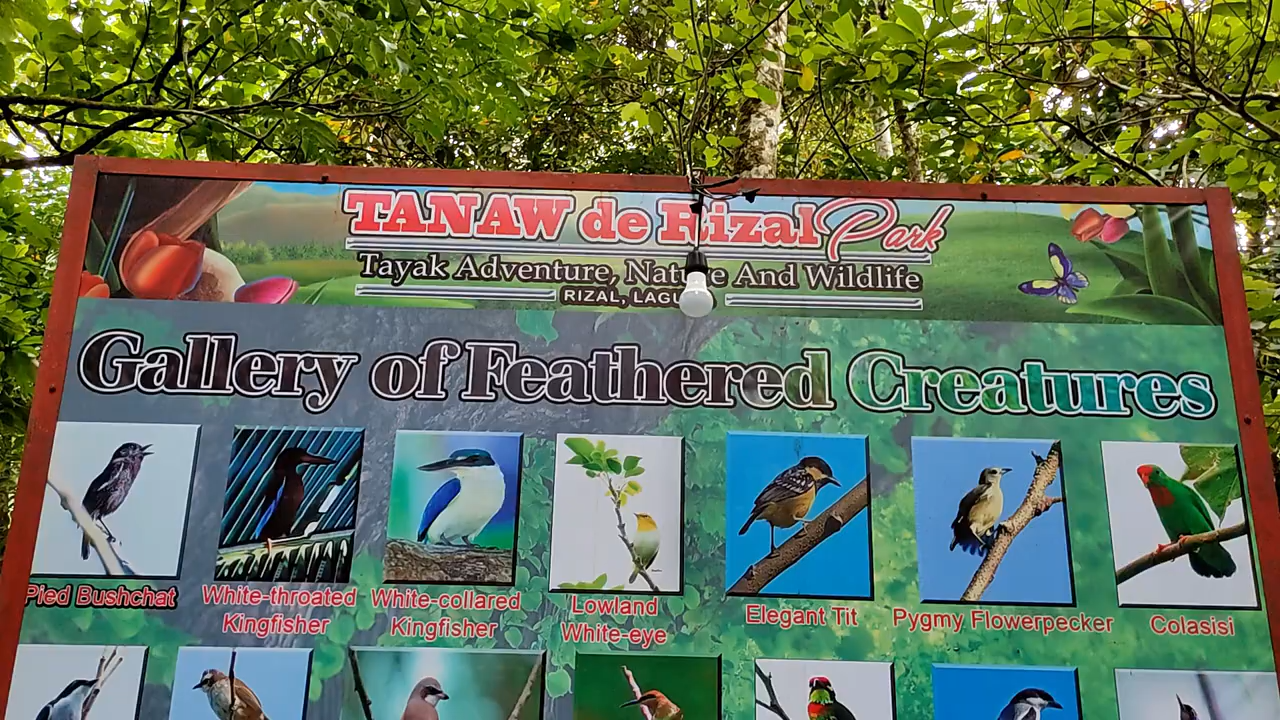 TANAW de Rizal Park
Tayak Adventure, Nature And Wildlife
RIZAL,
Gallery of Feathered Creatures
Pied Bushchat
White-throated
Kingfisher
White-collared
Kingfisher
Lowland
White-eye
Elegant Tit
Pygmy Flowerpecker
Colasisi